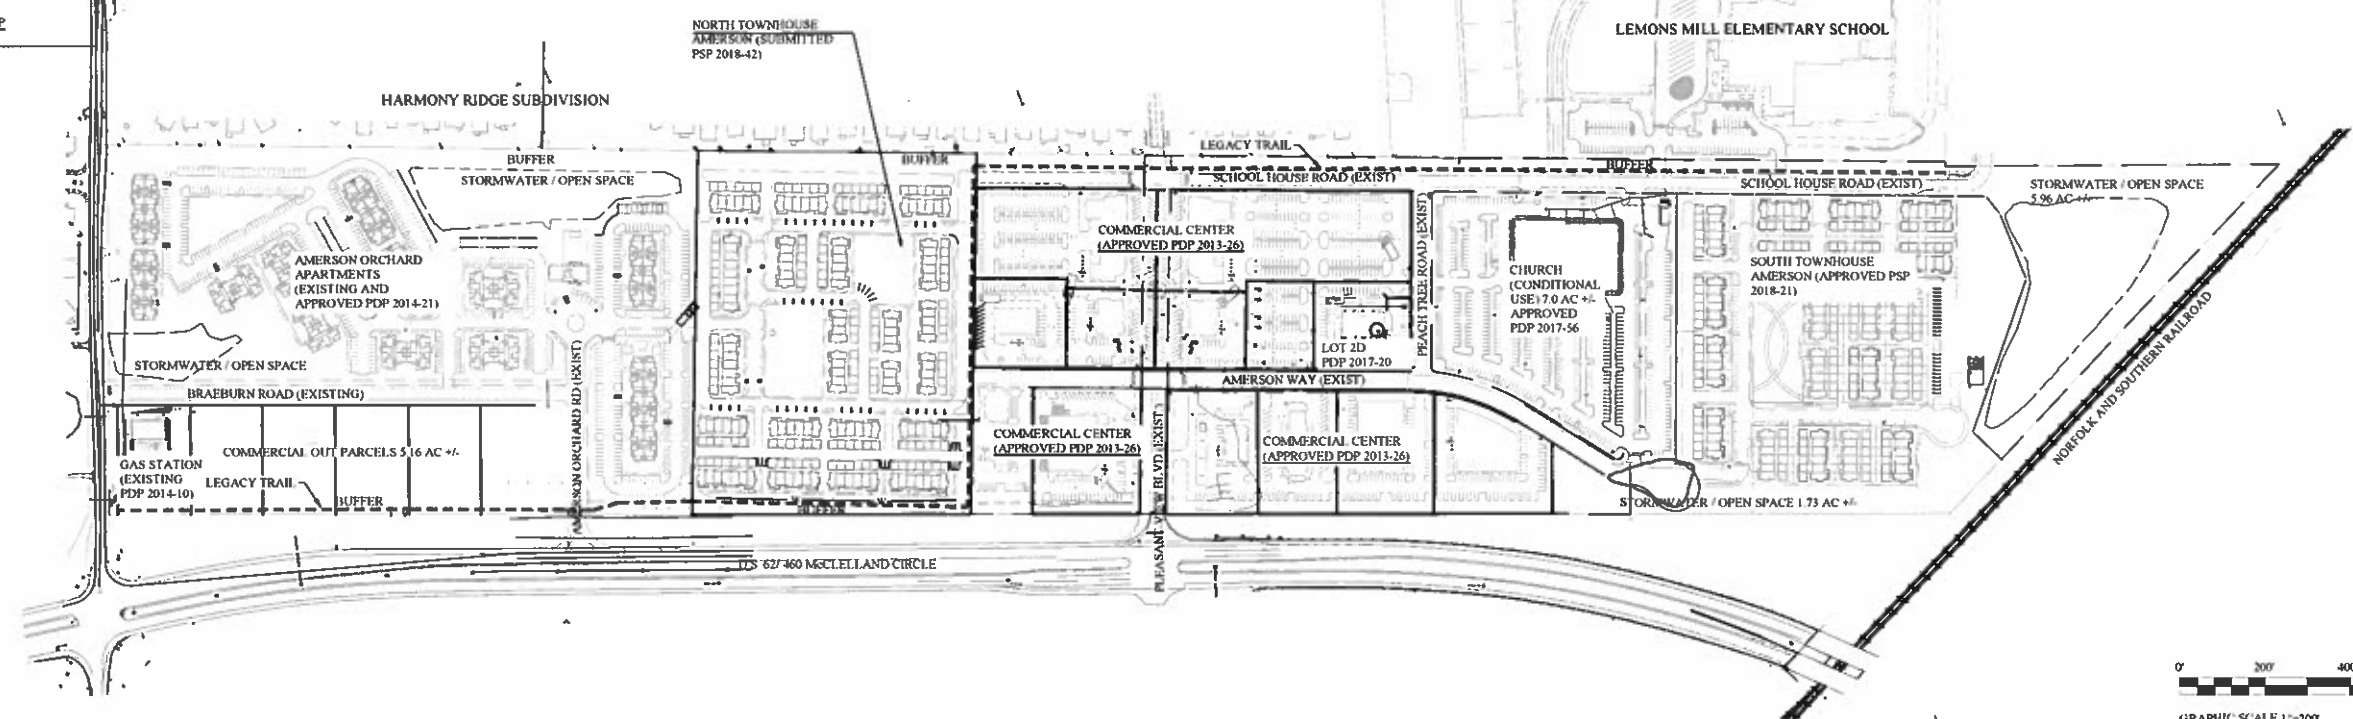 NORTH TOWNHOUSE
AMERSON (SUBMITTED
PSP 2018-42)
LEMONS MILL ELEMENTARY SCHOOL
HARMONY RIDGE SUBDIVISION
BUFFER
STORMWATER / OPEN SPACE
BUFFER
LEGACY TRAIL
BUFFER
SCHOOL HOUSE ROAD (EXIST)
SCHOOL HOUSE ROAD (EXIST)
STORMWATER / OPEN SPACE
5.96 AC +/-
AMERSON ORCHARD
APARTMENTS
(EXISTING AND
APPROVED PDP 2014-21)
COMMERCIAL CENTER
(APPROVED PDP 2013-26)
PEACH TREE ROAD (EXIST)
CHURCH
(CONDITIONAL
USE) 7.0 AC +/-
APPROVED
PDP 2017-56
SOUTH TOWNHOUSE
AMERSON (APPROVED PSP
2018-21)
NORFOLK AND SOUTHERN RAILROAD
STORMWATER / OPEN SPACE
LOT 2D
PDP 2017-20
BRAEBURN ROAD (EXISTING)
AMERSON ORCHARD RD (EXIST)
AMERSON WAY (EXIST)
GAS STATION
(EXISTING
PDP 2014-10)
COMMERCIAL OUT PARCELS 5.16 AC +/-
LEGACY TRAIL
BUFFER
BUFFER
COMMERCIAL CENTER
(APPROVED PDP 2013-26)
PLEASANT VIEW BLVD (EXIST)
COMMERCIAL CENTER
(APPROVED PDP 2013-26)
STORMWATER / OPEN SPACE 1.73 AC +/-
U.S. 62/ 460 McCLELLAND CIRCLE
0' 200' 400
GRAPHIC SCALE 1"=200'